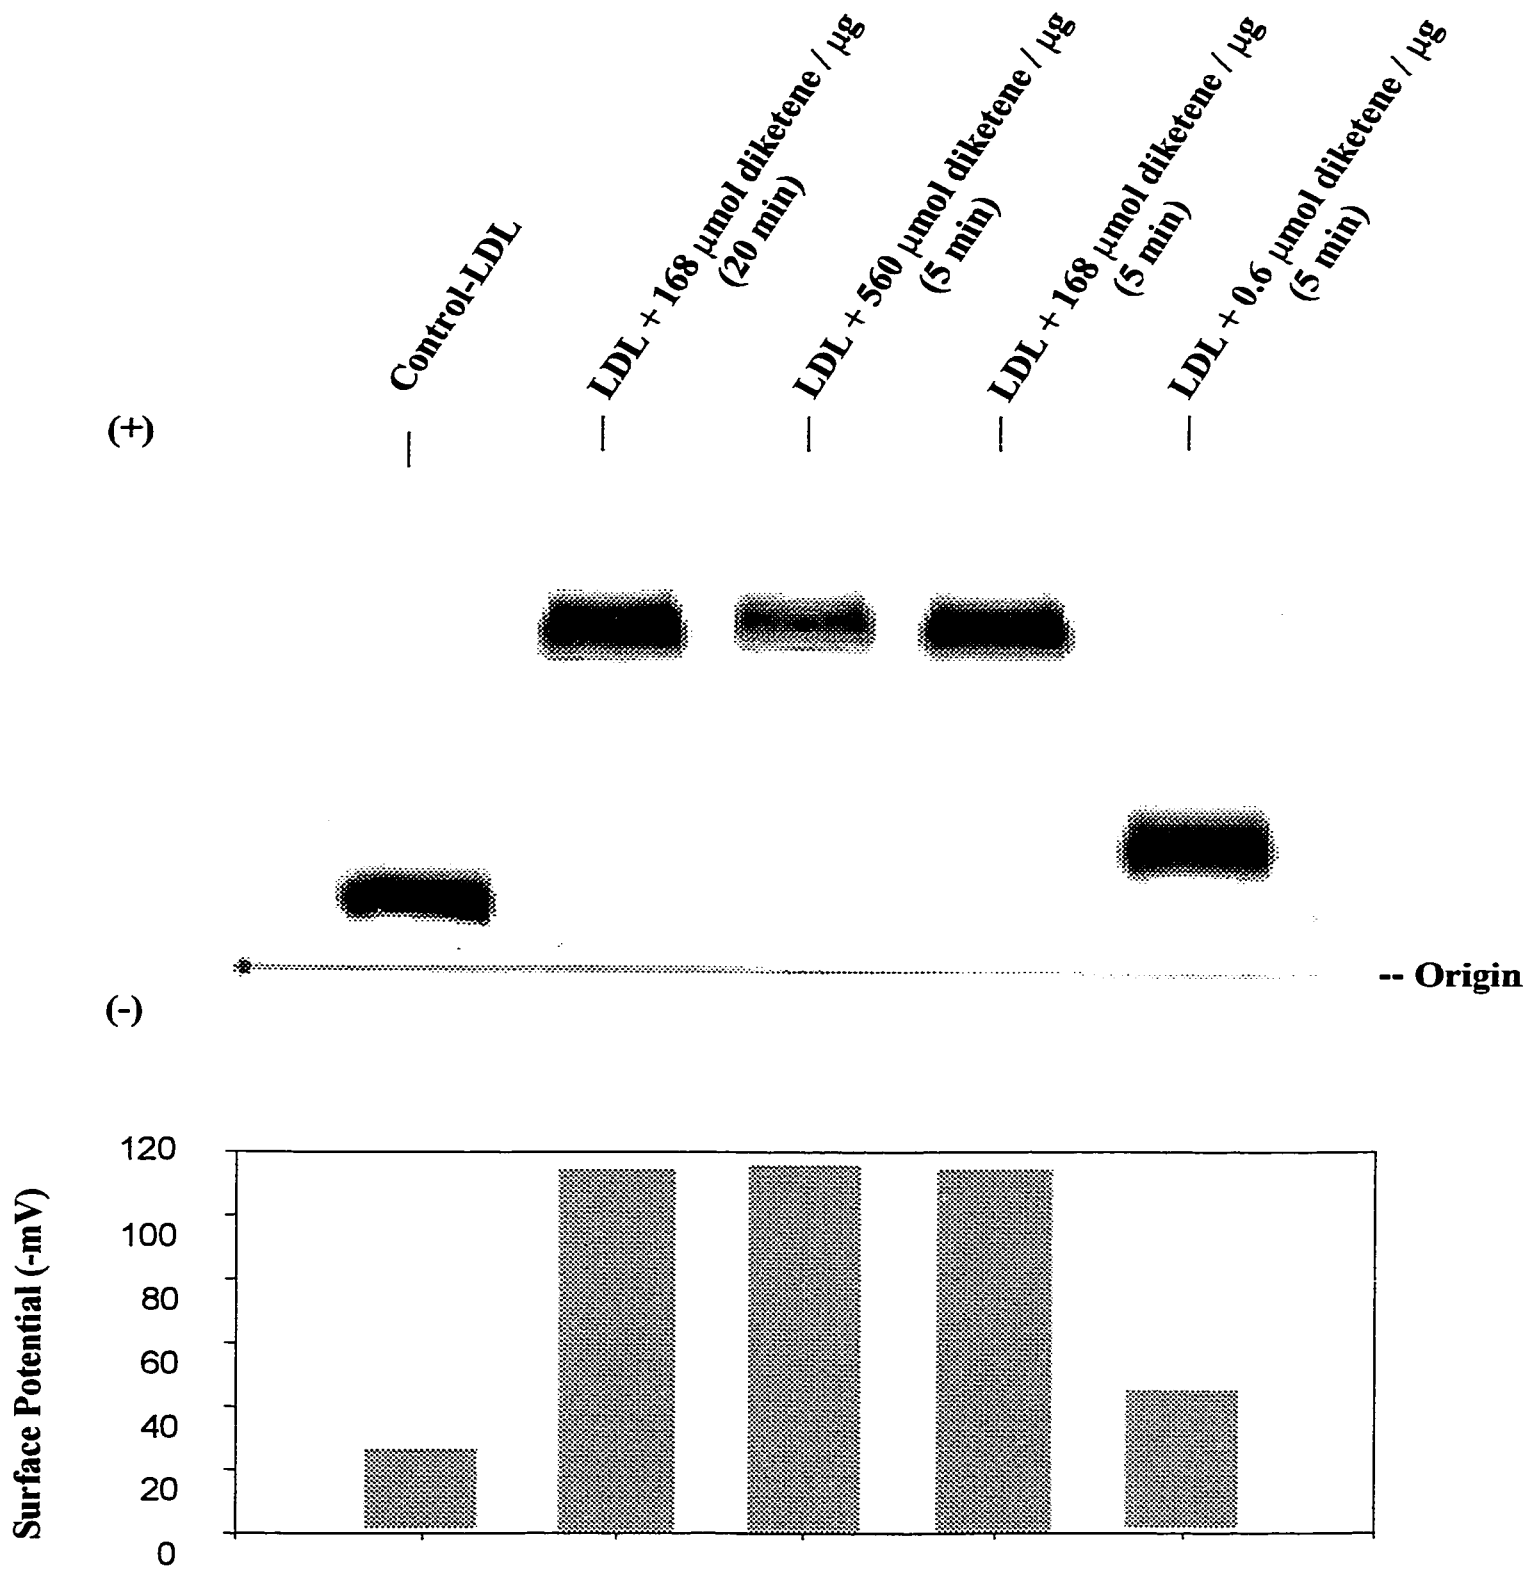 Control-LDL
LDL + 168 µmol diketene / µg
(20 min)
LDL + 560 µmol diketene / µg
(5 min)
LDL + 168 µmol diketene / µg
(5 min)
LDL + 0.6 µmol diketene / µg
(5 min)
(+)
-- Origin
(-)
Surface Potential (-mV)
120
100
80
60
40
20
0